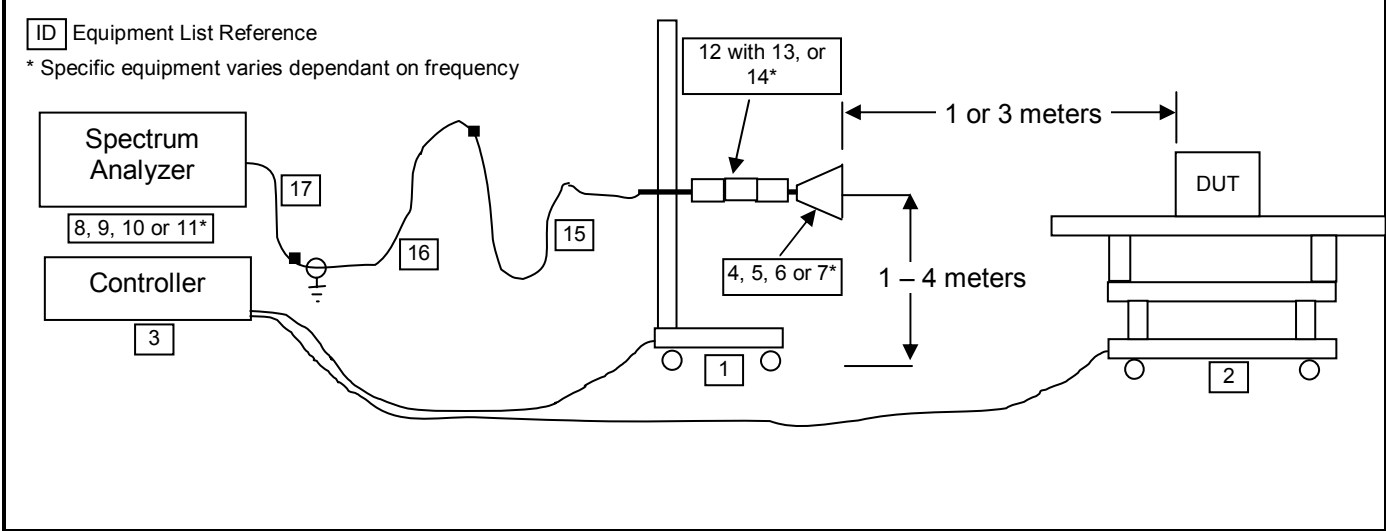 ID Equipment List Reference
* Specific equipment varies dependant on frequency
12 with 13, or
14*
1 or 3 meters
Spectrum
Analyzer
DUT
17
8, 9, 10 or 11*
16
15
4, 5, 6 or 7*
1 – 4 meters
Controller
3
1
2